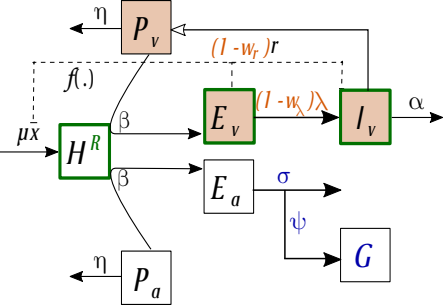 η
P_v
(1-w_r)r
f(.)
μx
β
E_v
(1-w_λ)λ
I_v
α
H^R
β
E_a
σ
ψ
G
η
P_a